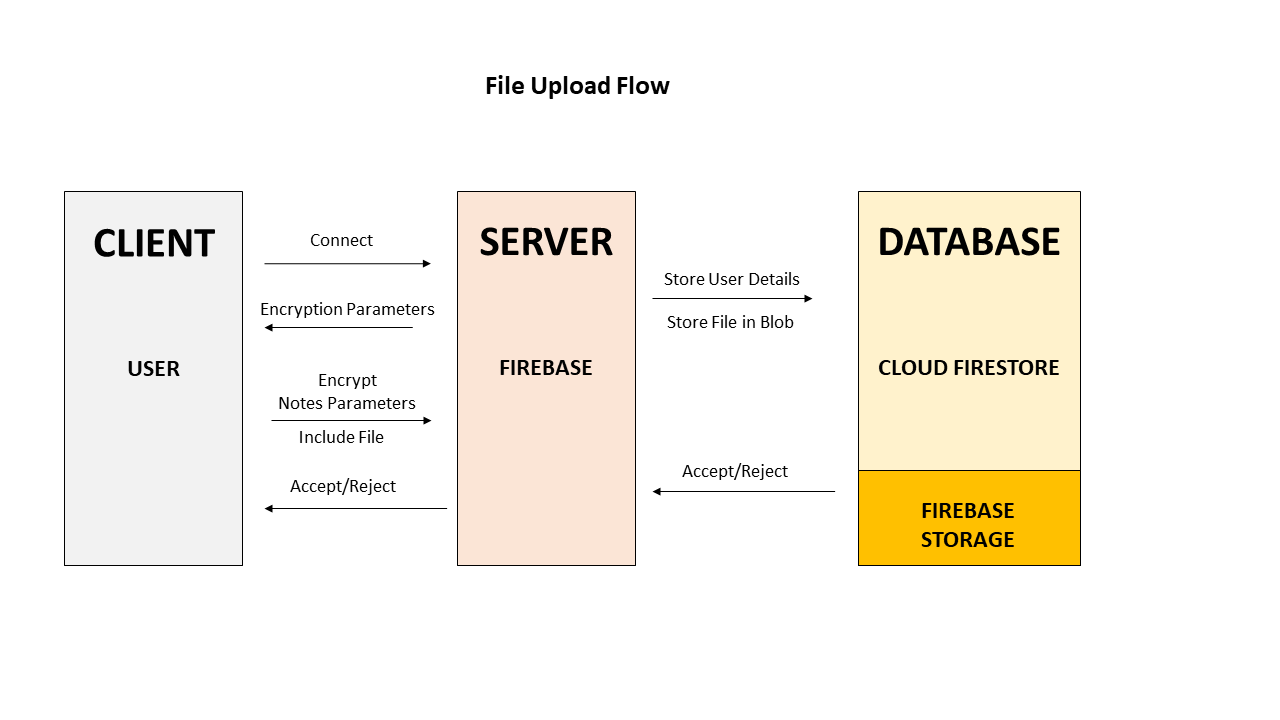 File Upload Flow
CLIENT
USER
Connect
Encryption Parameters
Encrypt
Notes Parameters
Include File
Accept/Reject
SERVER
FIREBASE
Store User Details
Store File in Blob
Accept/Reject
DATABASE
CLOUD FIRESTORE
FIREBASE
STORAGE